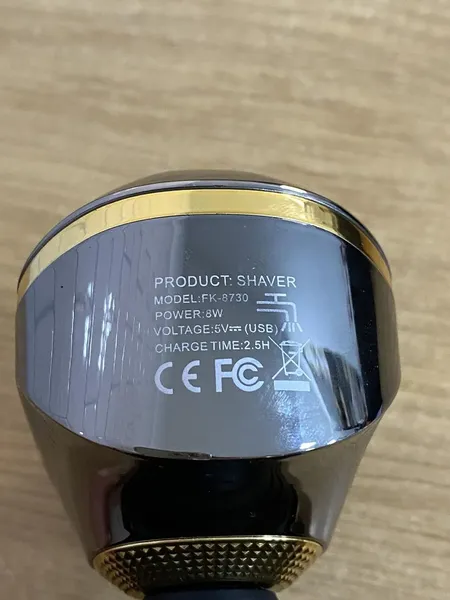 PRODUCT: SHAVER
MODEL:FK-8730
POWER:8W
VOLTAGE:5V⎓(USB)
CHARGE TIME:2.5H
CE FC